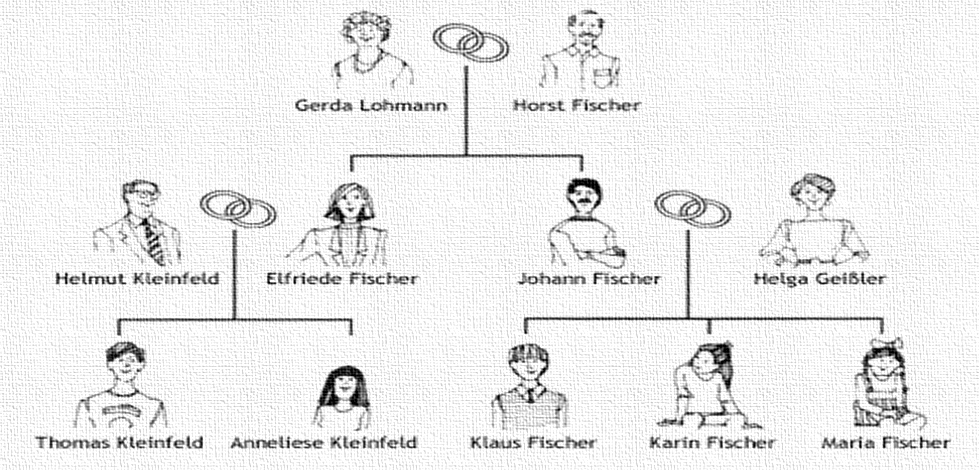 Gerda Lohmann Horst Fischer
Helmut Kleinfeld Elfriede Fischer Johann Fischer Helga Geißler
Thomas Kleinfeld Anneliese Kleinfeld Klaus Fischer Karin Fischer Maria Fischer